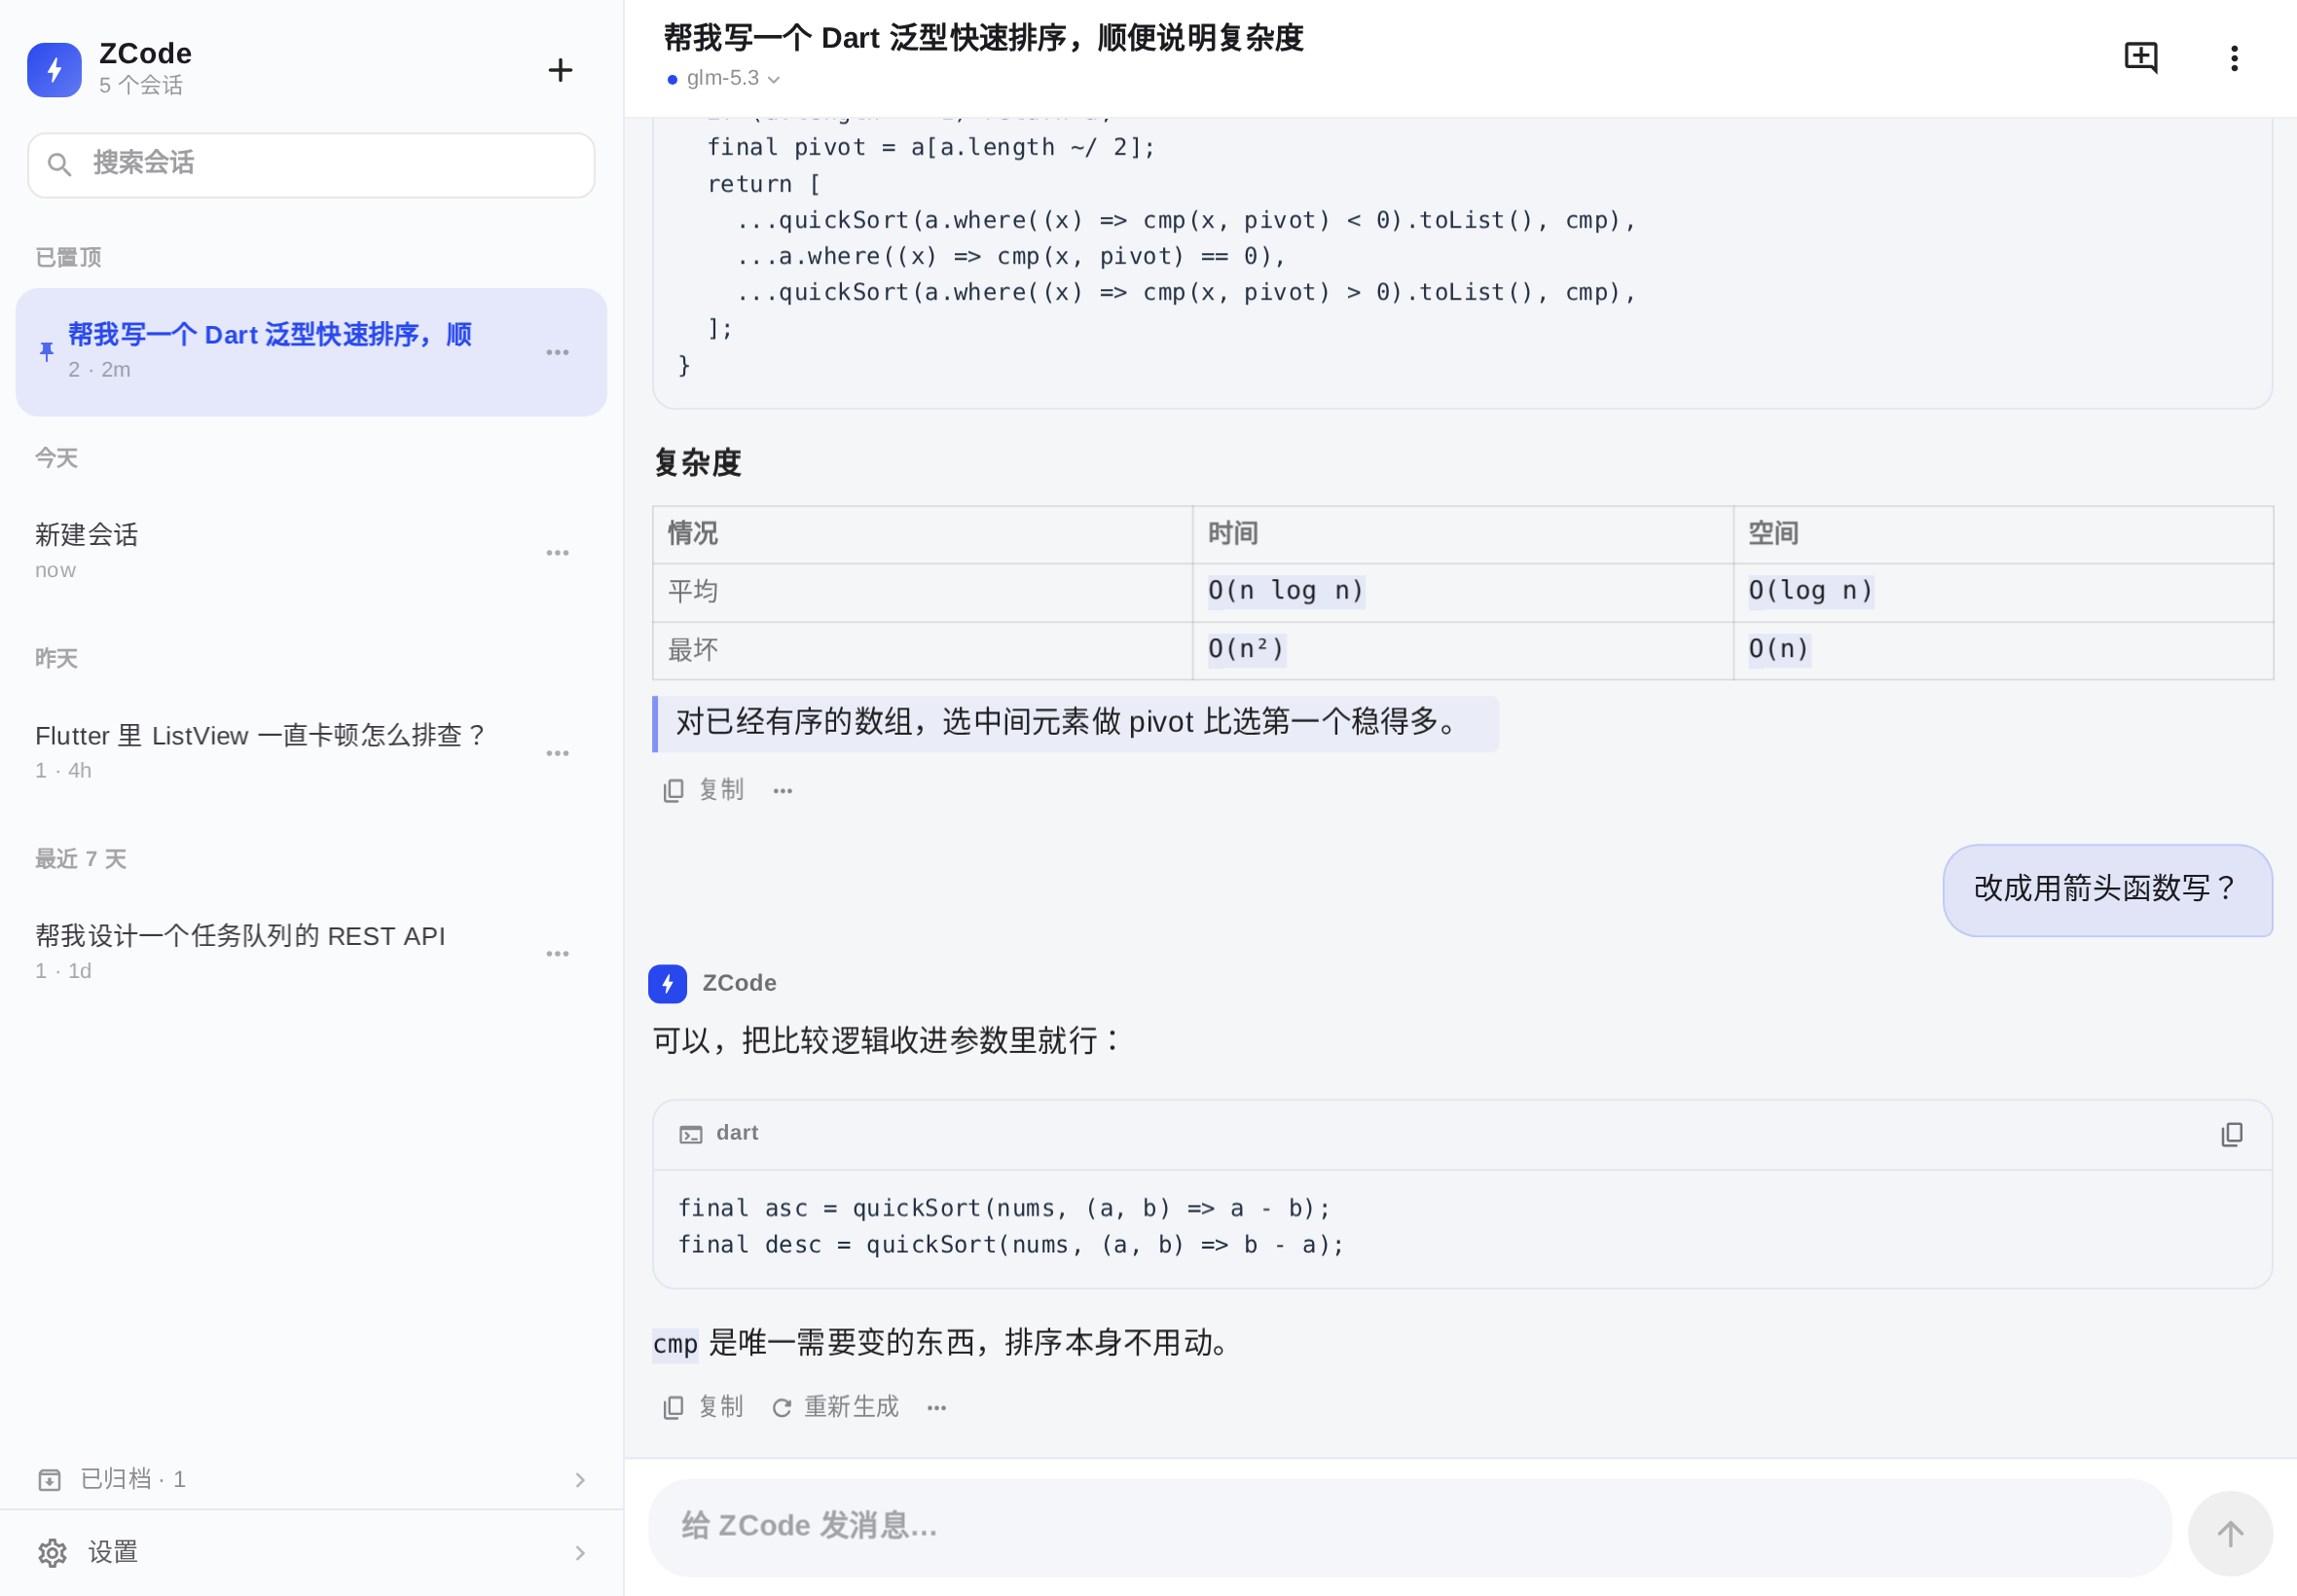 ZCode
5 个会话
搜索会话
已置顶
帮我写一个 Dart 泛型快速排序，顺
2 · 2m
今天
新建会话
now
昨天
Flutter 里 ListView 一直卡顿怎么排查？
1 · 4h
最近 7 天
帮我设计一个任务队列的 REST API
1 · 1d
已归档 · 1
设置
帮我写一个 Dart 泛型快速排序，顺便说明复杂度
glm-5.3
final pivot = a[a.length ~/ 2];
return [
...quickSort(a.where((x) => cmp(x, pivot) < 0).toList(), cmp),
...a.where((x) => cmp(x, pivot) == 0),
...quickSort(a.where((x) => cmp(x, pivot) > 0).toList(), cmp),
];
}
复杂度
情况 时间 空间
平均 O(n log n) O(log n)
最坏 O(n²) O(n)
对已经有序的数组，选中间元素做 pivot 比选第一个稳得多。
复制
改成用箭头函数写？
ZCode
可以，把比较逻辑收进参数里就行：
dart
final asc = quickSort(nums, (a, b) => a - b);
final desc = quickSort(nums, (a, b) => b - a);
cmp 是唯一需要变的东西，排序本身不用动。
复制 重新生成
给 ZCode 发消息...